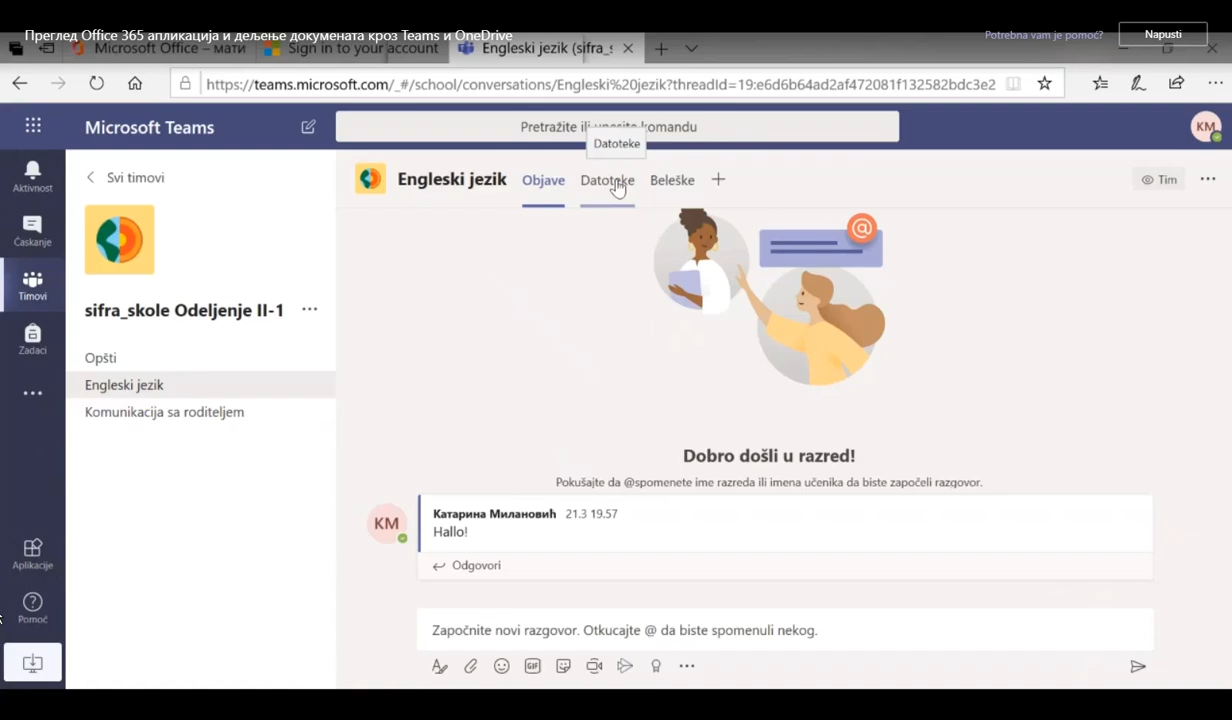 Преглед Office 365 апликација и дељење докумената кроз Teams и OneDrive
Potrebna vam je pomoć?
Napusti
Microsoft Office – мати
Sign in to your account
Engleski jezik (sifra_s
https://teams.microsoft.com/_#/school/conversations/Engleski%20jezik?threadId=19:e6d6b64ad2af472081f132582bdc3e2
Microsoft Teams
Pretražite ili unesite komandu
KM
Datoteke
Aktivnost
Ćaskanje
Timovi
Zadaci
Aplikacije
Pomoć
Svi timovi
sifra_skole Odeljenje II-1
Opšti
Engleski jezik
Komunikacija sa roditeljem
Engleski jezik
Objave
Datoteke
Beleške
Tim
@
Dobro došli u razred!
Pokušajte da @spomenete ime razreda ili imena učenika da biste započeli razgovor.
KM
Катарина Милановић 21.3 19.57
Hallo!
Odgovori
Započnite novi razgovor. Otkucajte @ da biste spomenuli nekog.
GIF